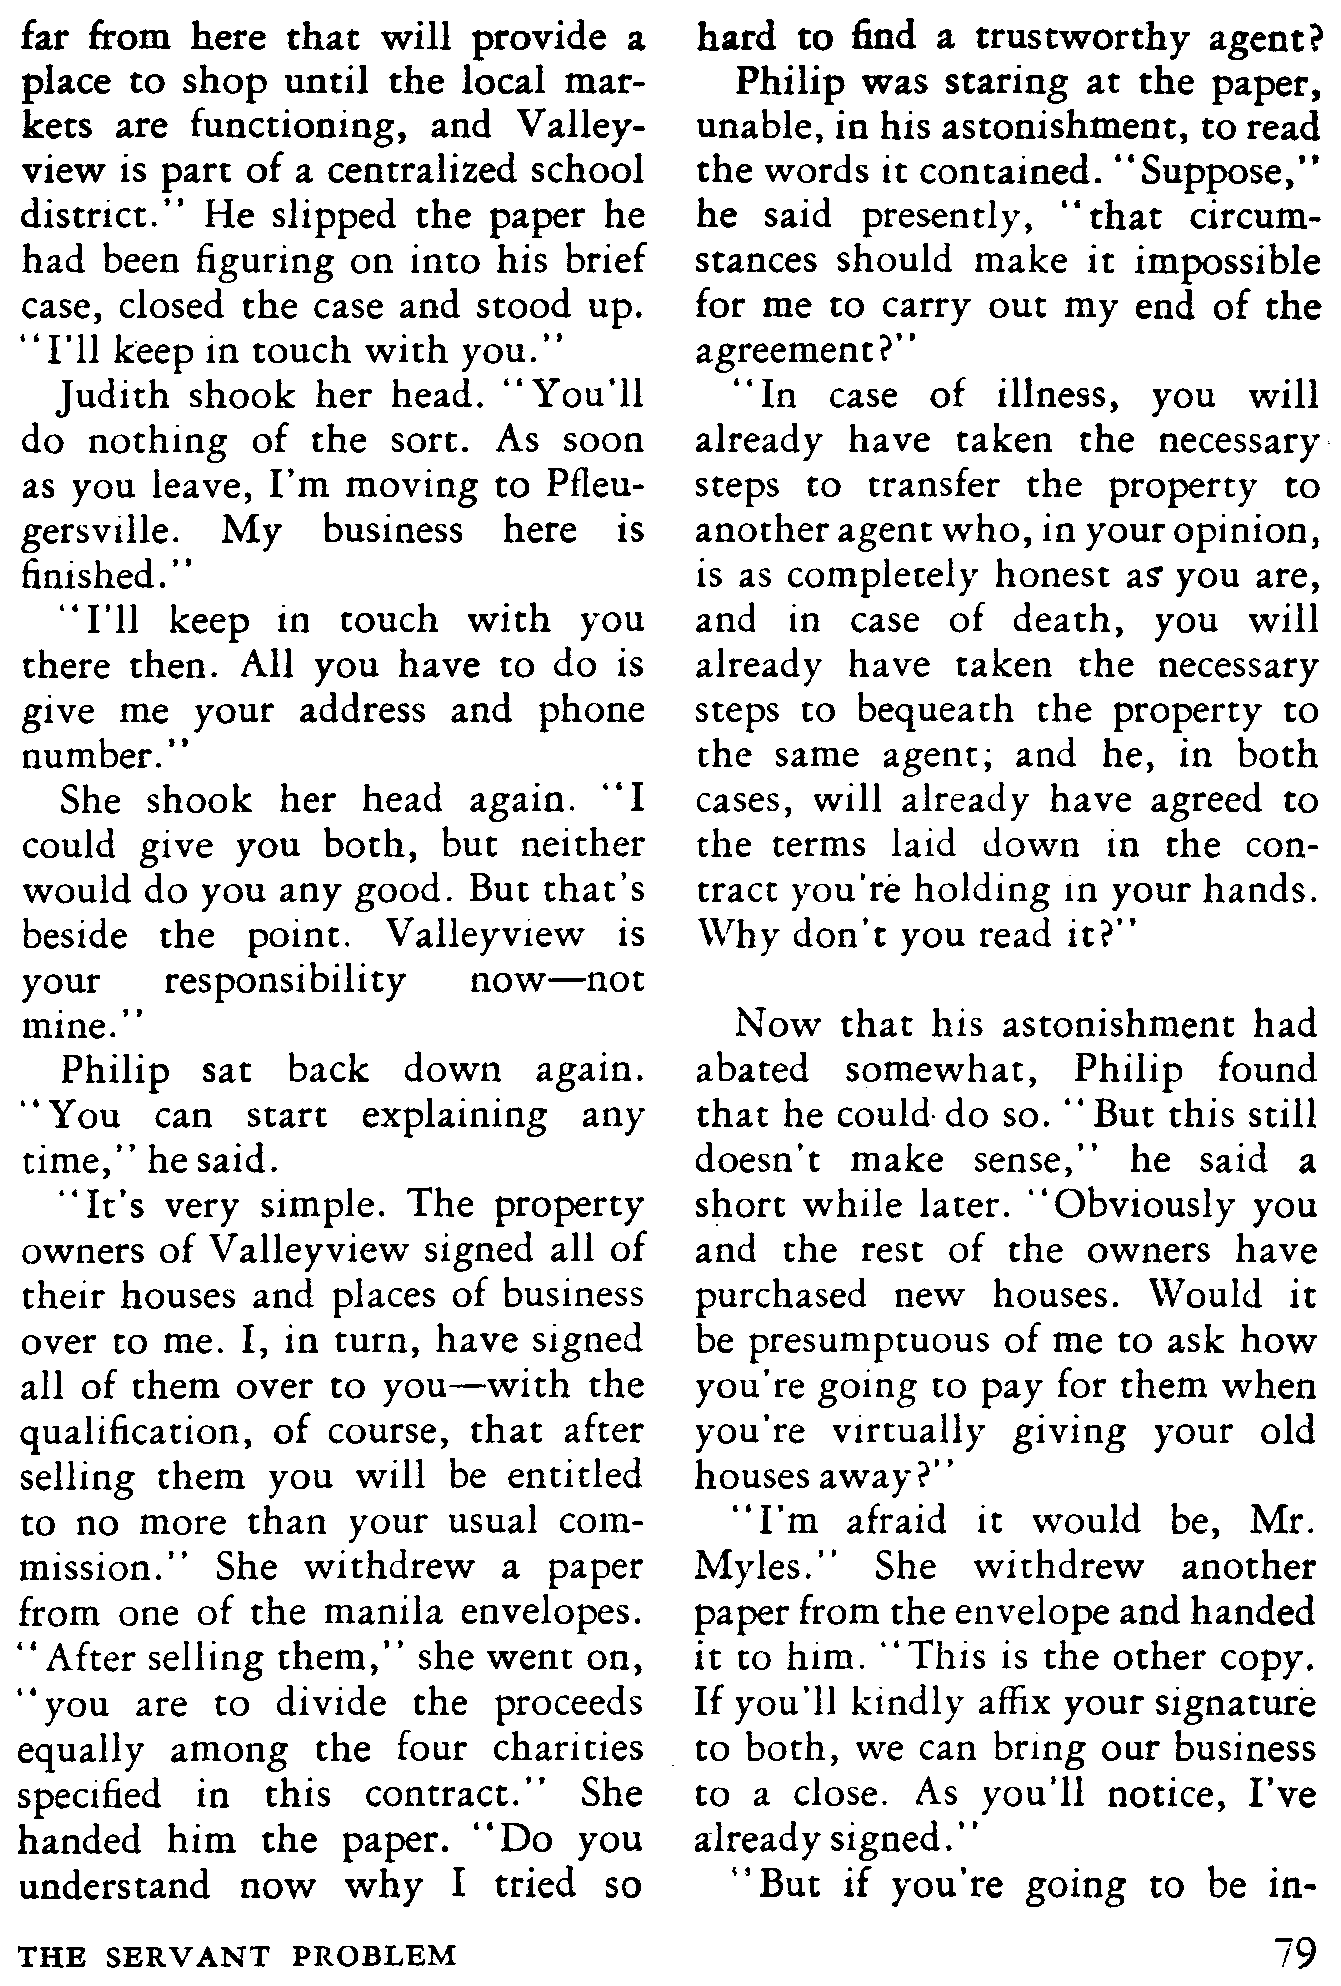 far from here that will provide a
place to shop until the local mar-
kets are functioning, and Valley-
view is part of a centralized school
district." He slipped the paper he
had been figuring on into his brief
case, closed the case and stood up.
"I'll keep in touch with you."
Judith shook her head. "You'll
do nothing of the sort. As soon
as you leave, I'm moving to Pfleu-
gersville. My business here is
finished."
"I'll keep in touch with you
there then. All you have to do is
give me your address and phone
number."
She shook her head again. "I
could give you both, but neither
would do you any good. But that's
beside the point. Valleyview is
your responsibility now—not
mine."
Philip sat back down again.
"You can start explaining any
time," he said.
"It's very simple. The property
owners of Valleyview signed all of
their houses and places of business
over to me. I, in turn, have signed
all of them over to you—with the
qualification, of course, that after
selling them you will be entitled
to no more than your usual com-
mission." She withdrew a paper
from one of the manila envelopes.
"After selling them," she went on,
"you are to divide the proceeds
equally among the four charities
specified in this contract." She
handed him the paper. "Do you
understand now why I tried so
hard to find a trustworthy agent?
Philip was staring at the paper,
unable, in his astonishment, to read
the words it contained. "Suppose,"
he said presently, "that circum-
stances should make it impossible
for me to carry out my end of the
agreement?"
"In case of illness, you will
already have taken the necessary
steps to transfer the property to
another agent who, in your opinion,
is as completely honest as you are,
and in case of death, you will
already have taken the necessary
steps to bequeath the property to
the same agent; and he, in both
cases, will already have agreed to
the terms laid down in the con-
tract you're holding in your hands.
Why don't you read it?"
Now that his astonishment had
abated somewhat, Philip found
that he could do so. "But this still
doesn't make sense," he said a
short while later. "Obviously you
and the rest of the owners have
purchased new houses. Would it
be presumptuous of me to ask how
you're going to pay for them when
you're virtually giving your old
houses away?"
"I'm afraid it would be, Mr.
Myles." She withdrew another
paper from the envelope and handed
it to him. "This is the other copy.
If you'll kindly affix your signature
to both, we can bring our business
to a close. As you'll notice, I've
already signed."
"But if you're going to be in-
THE SERVANT PROBLEM
79